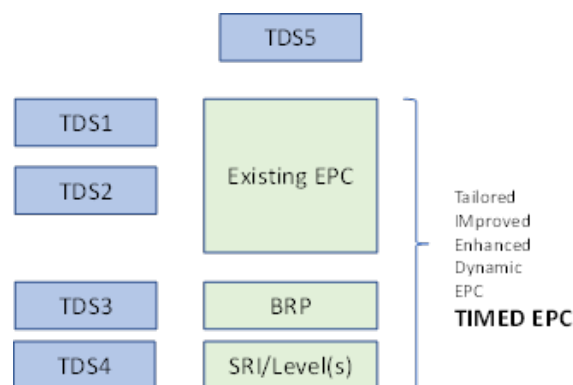 TDS5
TDS1
TDS2
Existing EPC
TDS3
BRP
TDS4
SRI/Level(s)
Tailored
IMproved
Enhanced
Dynamic
EPC
TIMED EPC